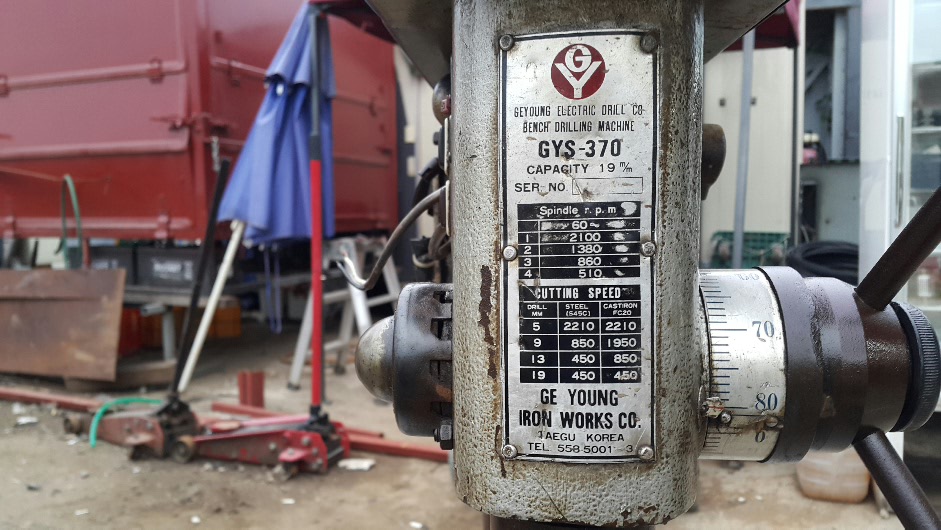 GY
GEYOUNG ELECTRIC DRILL CO
BENCH DRILLING MACHINE
GYS-370
CAPACITY 19 m/m
SER. NO.
Spindle r. p. m
60~
1 2100
2 1380
3 860
4 510
CUTTING SPEED
DRILL MM STEEL (S45C) CASTIRON FC20
5 2210 2210
9 850 1950
13 450 850
19 450 450
GE YOUNG
IRON WORKS CO.
TAEGU KOREA
TEL 558-5001-3
70
80